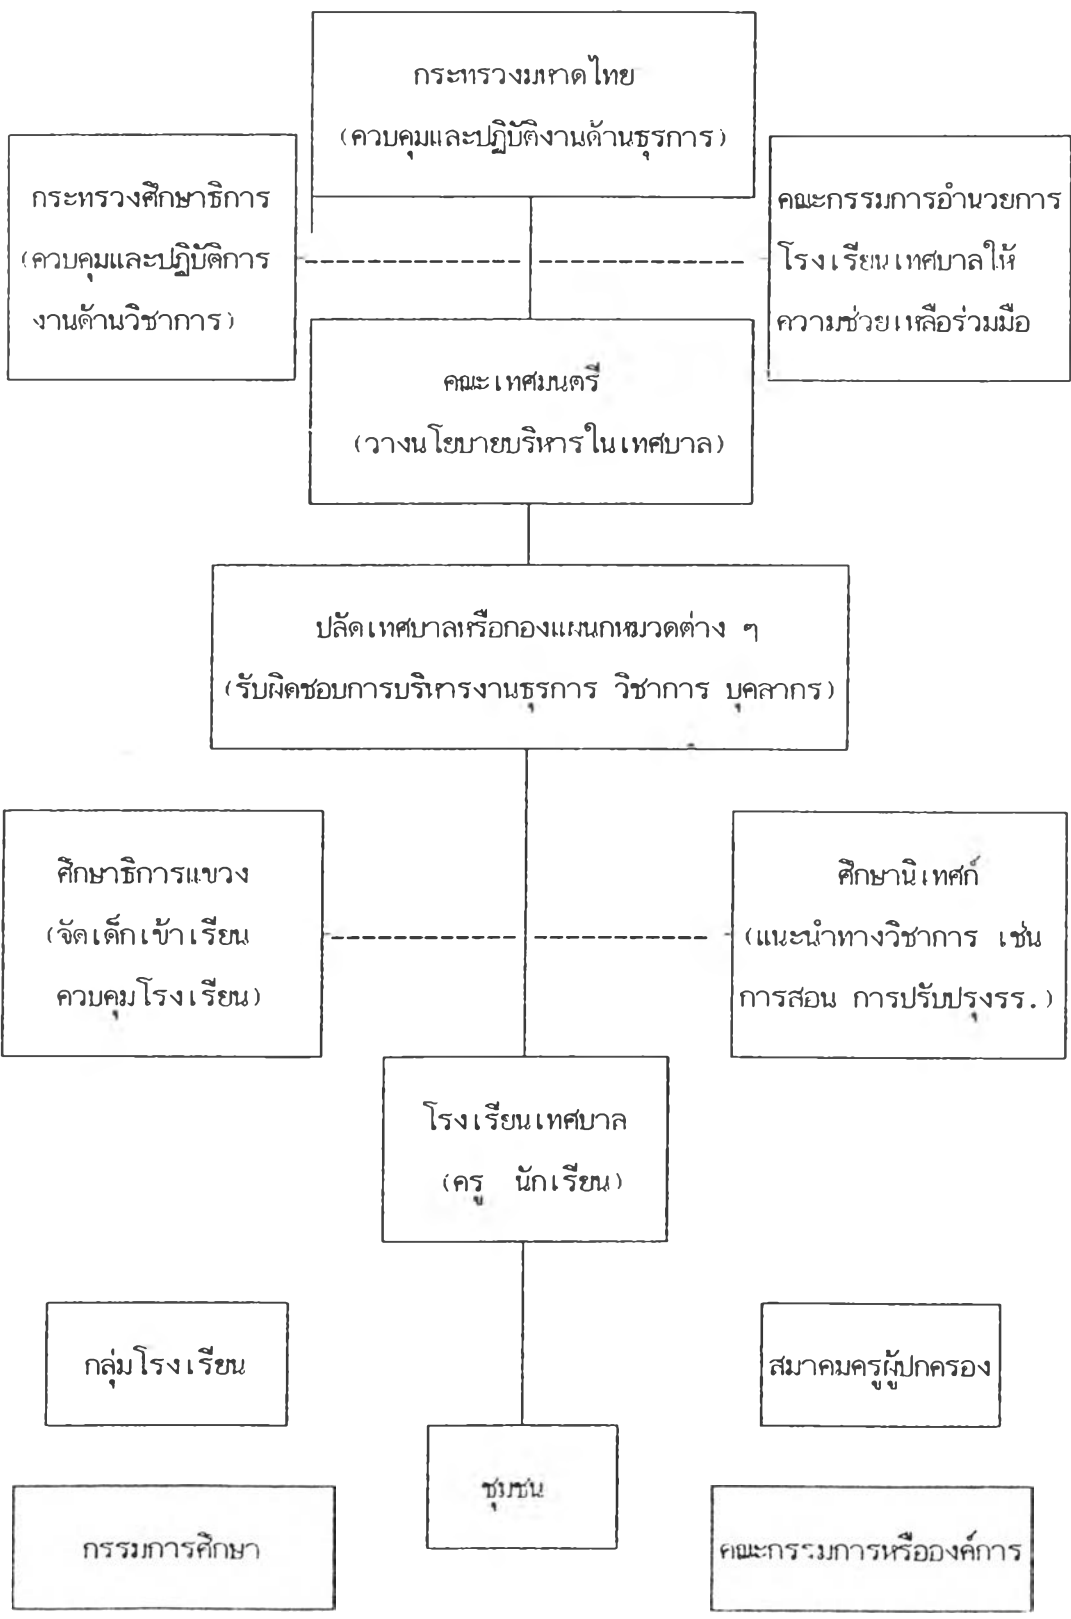 กระทรวงมหาดไทย
(ควบคุมและปฏิบัติงานด้านธุรการ)
กระทรวงศึกษาธิการ
(ควบคุมและปฏิบัติการ
งานด้านวิชาการ)
คณะกรรมการอำนวยการ
โรงเรียนเทศบาลให้
ความช่วยเหลือร่วมมือ
คณะเทศมนตรี
(วางนโยบายบริหารในเทศบาล)
ปลัดเทศบาลหรือกองแผนกหมวดต่าง ๆ
(รับผิดชอบการบริหารงานธุรการ วิชาการ บุคลากร)
ศึกษาธิการแขวง
(จัดเด็กเข้าเรียน
ควบคุมโรงเรียน)
ศึกษานิเทศก์
(แนะนำทางวิชาการ เช่น
การสอน การปรับปรุงรร.)
โรงเรียนเทศบาล
(ครู นักเรียน)
กลุ่มโรงเรียน
สมาคมครูผู้ปกครอง
ชุมชน
กรรมการศึกษา
คณะกรรมการหรือองค์การ